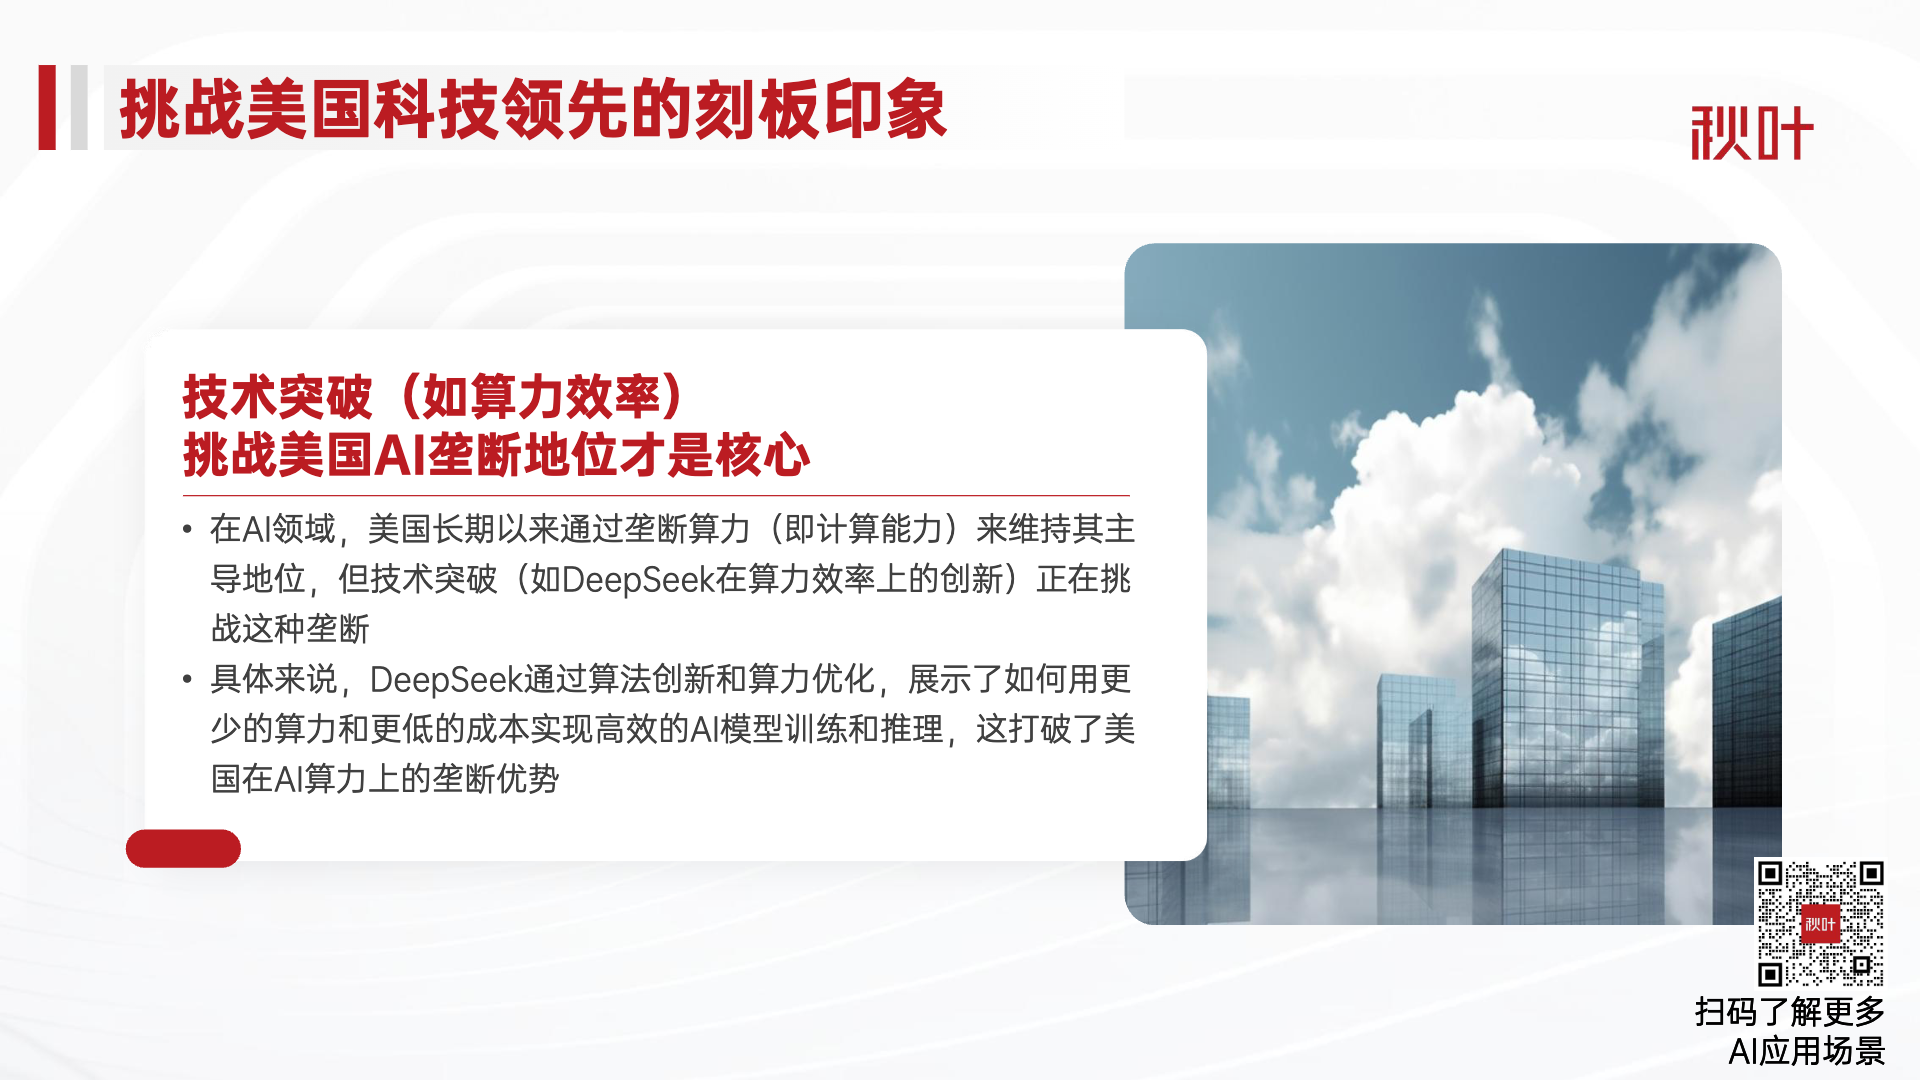 挑战美国科技领先的刻板印象
秋叶
技术突破（如算力效率）
挑战美国AI垄断地位才是核心
• 在AI领域，美国长期以来通过垄断算力（即计算能力）来维持其主
导地位，但技术突破（如DeepSeek在算力效率上的创新）正在挑
战这种垄断
• 具体来说，DeepSeek通过算法创新和算力优化，展示了如何用更
少的算力和更低的成本实现高效的AI模型训练和推理，这打破了美
国在AI算力上的垄断优势
秋叶
扫码了解更多
AI应用场景